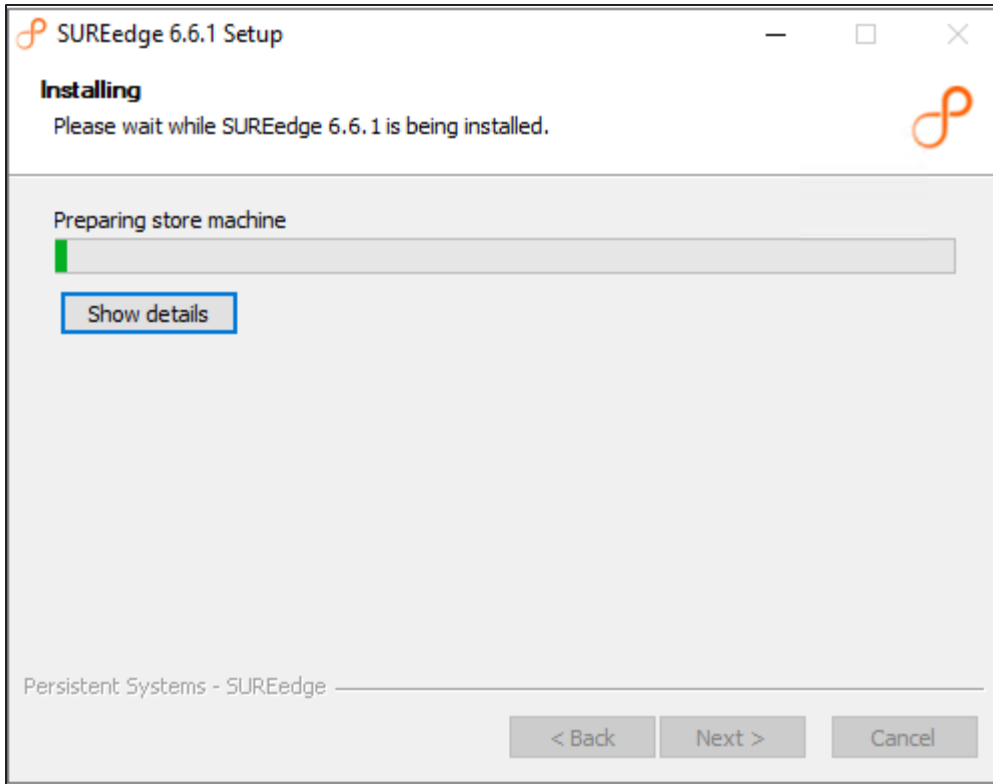 SUREedge 6.6.1 Setup
Installing
Please wait while SUREedge 6.6.1 is being installed.
Preparing store machine
Show details
Persistent Systems - SUREedge
< Back Next > Cancel